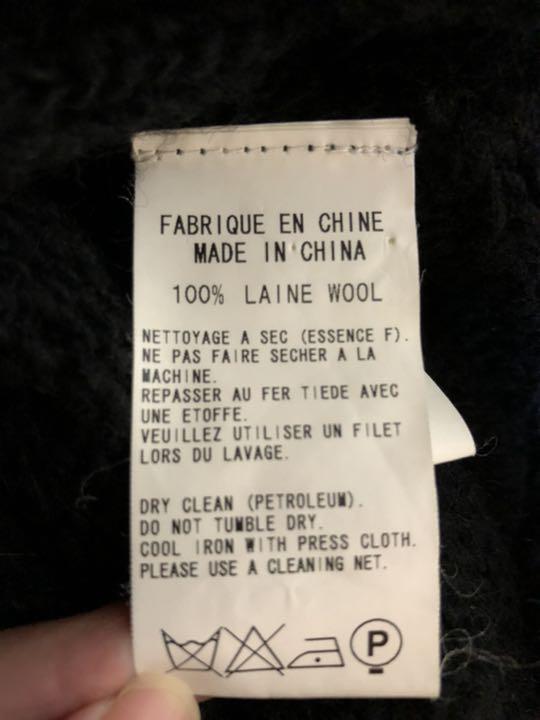 FABRIQUE EN CHINE
MADE IN CHINA
100% LAINE WOOL
NETTOYAGE A SEC (ESSENCE F).
NE PAS FAIRE SECHER A LA
MACHINE.
REPASSER AU FER TIEDE AVEC
UNE ETOFFE.
VEUILLEZ UTILISER UN FILET
LORS DU LAVAGE.
DRY CLEAN (PETROLEUM).
DO NOT TUMBLE DRY.
COOL IRON WITH PRESS CLOTH.
PLEASE USE A CLEANING NET.
P